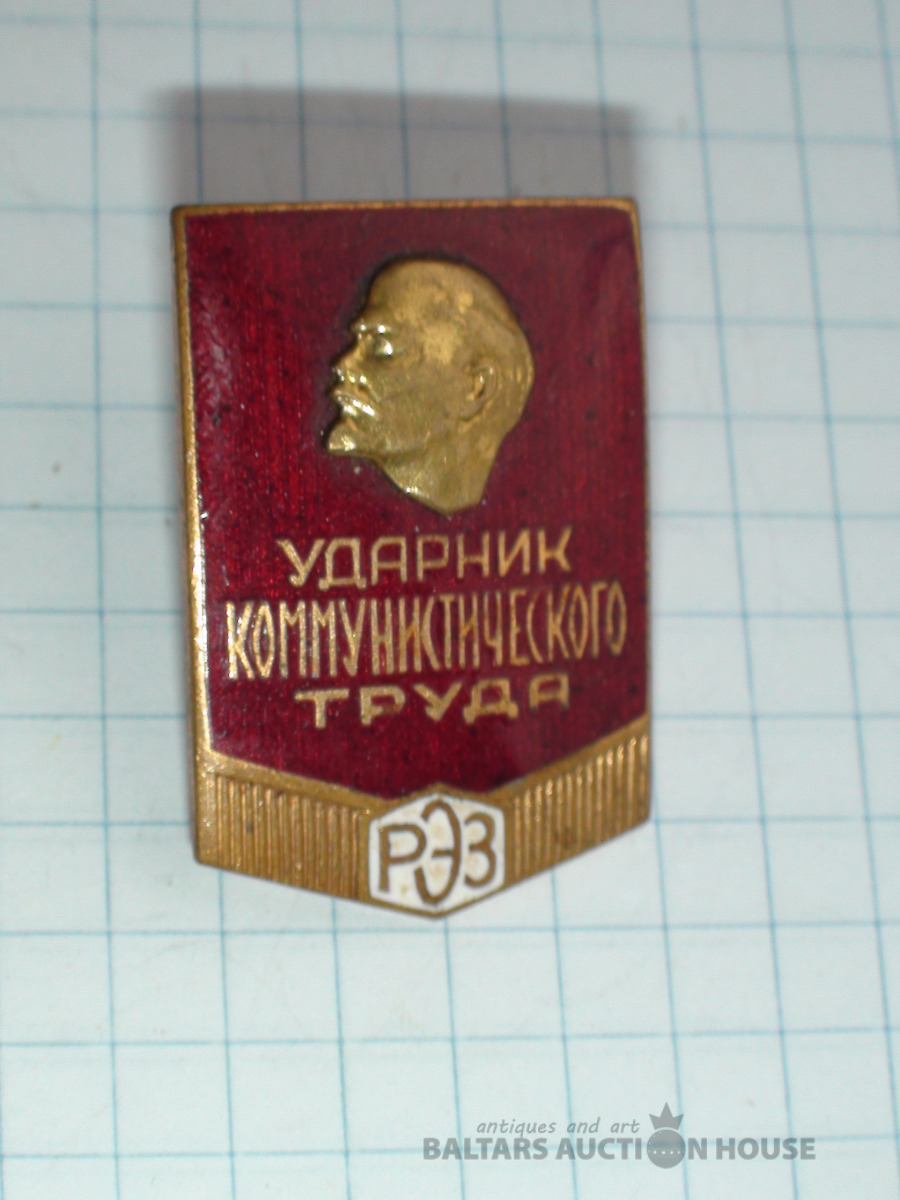 УДАРНИК
КОММУНИСТИЧЕСКОГО
ТРУДА
РЭЗ
antiques and art
BALTARS AUCTION HOUSE